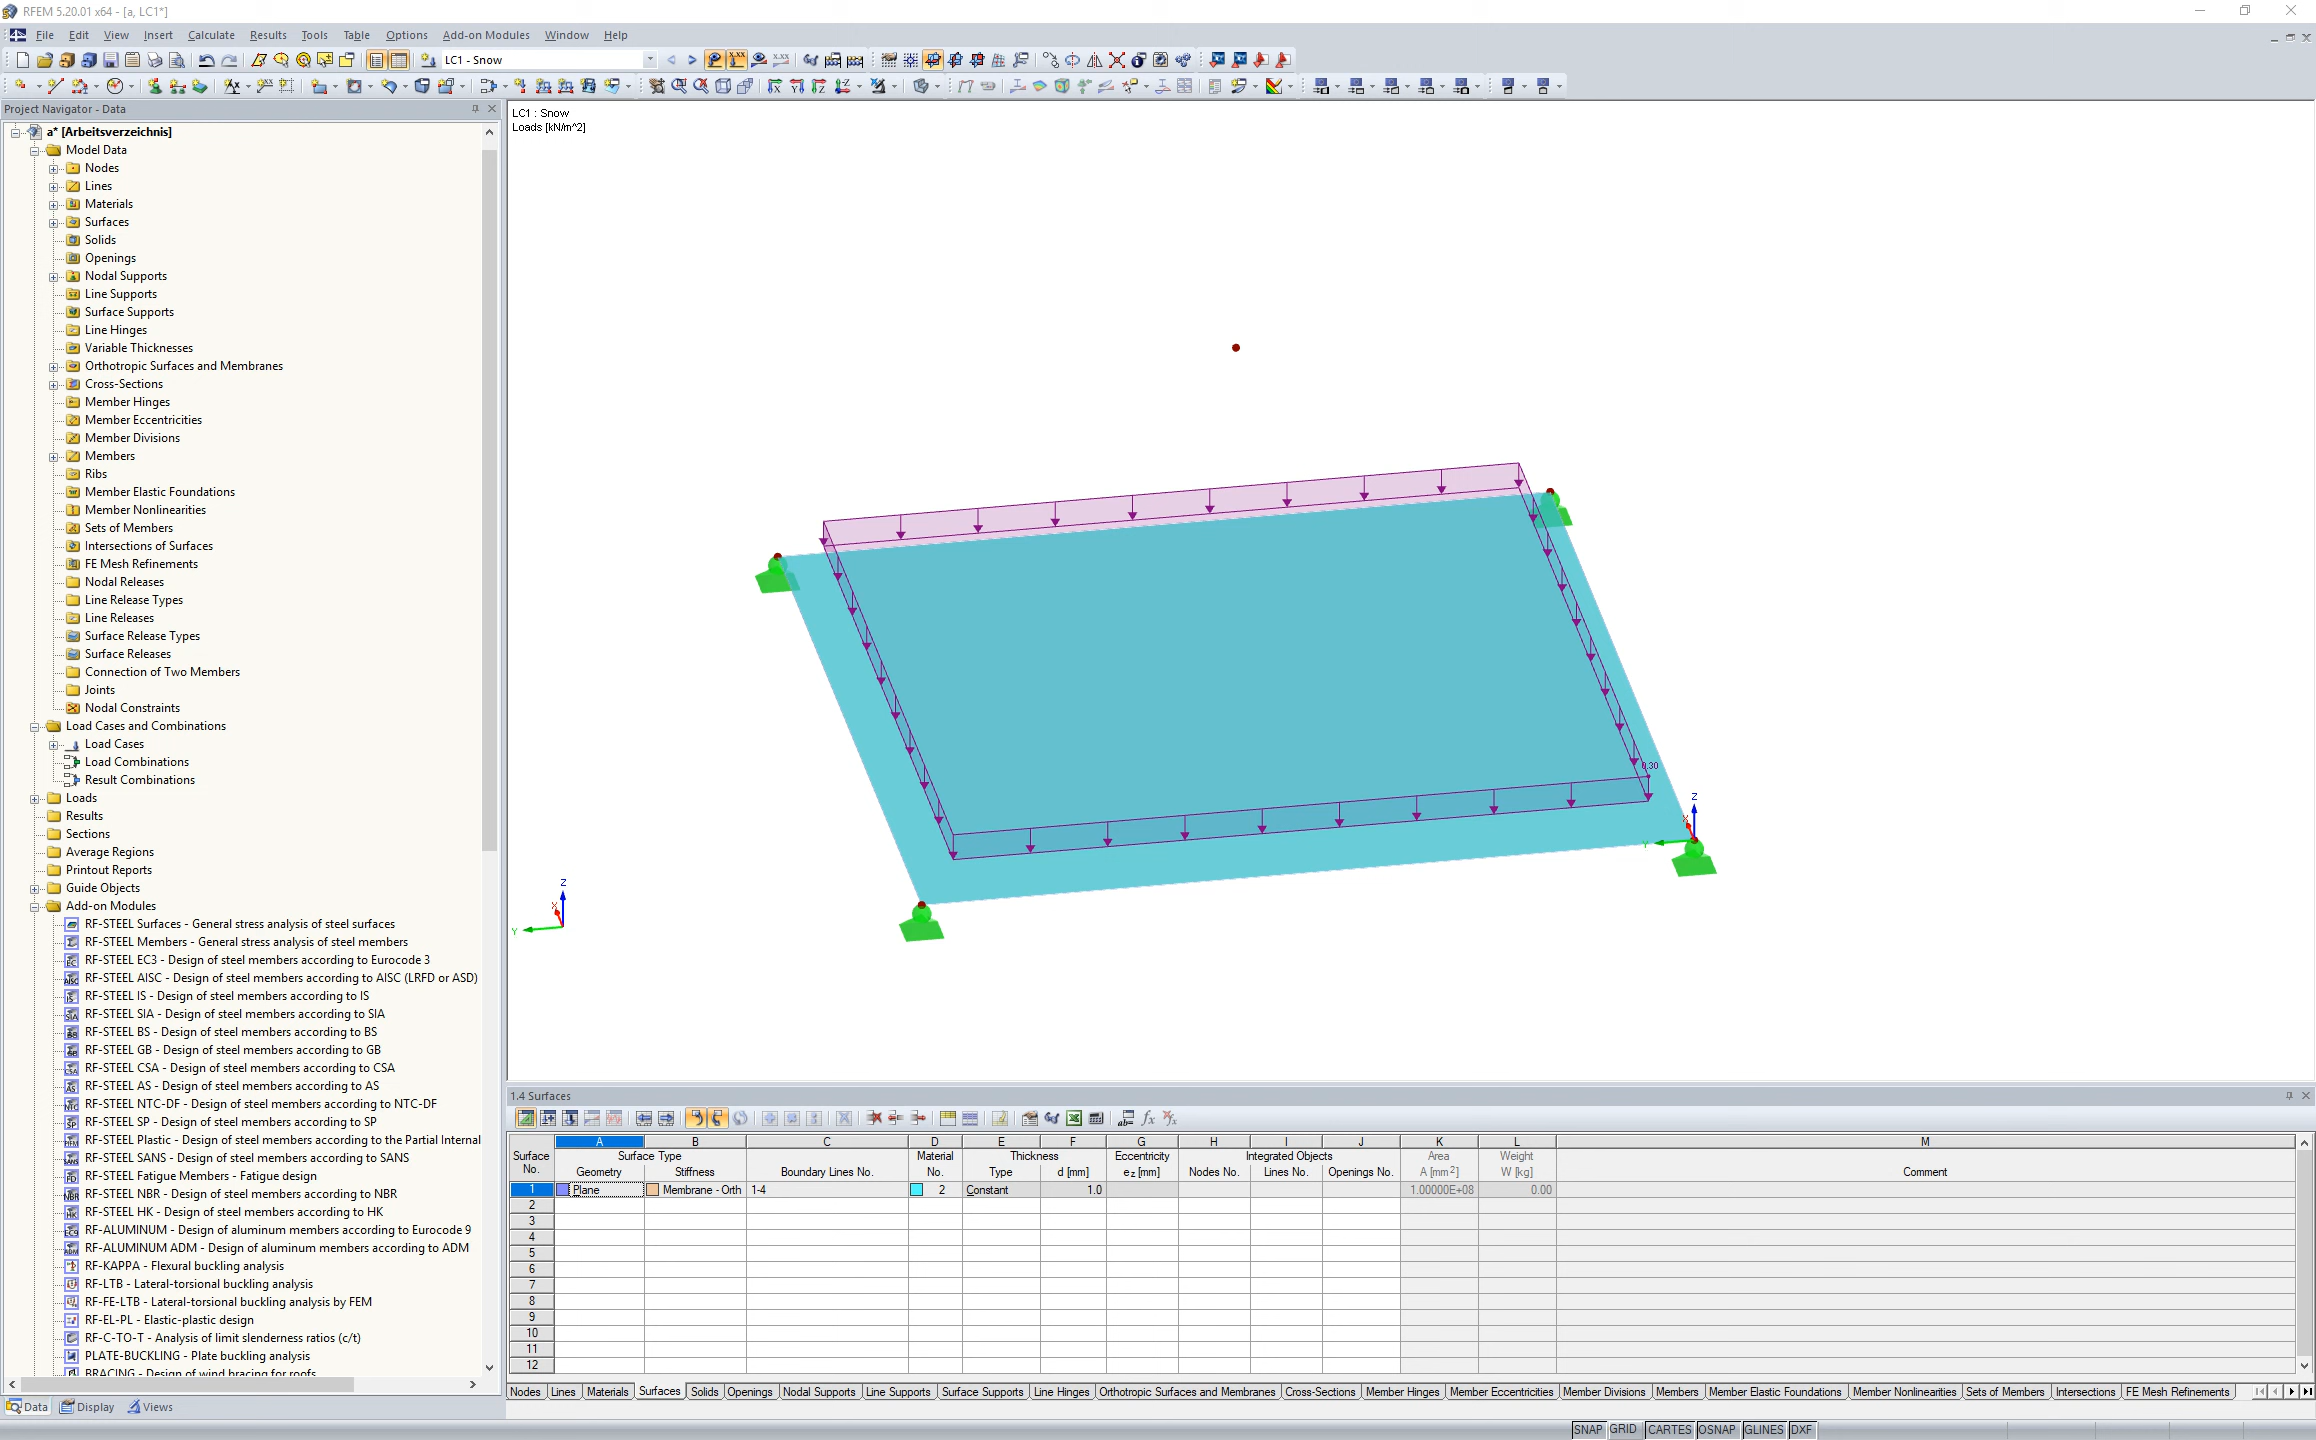 RFEM 5.20.01 x64 - [a, LC1*]
File Edit View Insert Calculate Results Tools Table Options Add-on Modules Window Help
LC1 - Snow
Project Navigator - Data
a* [Arbeitsverzeichnis]
Model Data
Nodes
Lines
Materials
Surfaces
Solids
Openings
Nodal Supports
Line Supports
Surface Supports
Line Hinges
Variable Thicknesses
Orthotropic Surfaces and Membranes
Cross-Sections
Member Hinges
Member Eccentricities
Member Divisions
Members
Ribs
Member Elastic Foundations
Member Nonlinearities
Sets of Members
Intersections of Surfaces
FE Mesh Refinements
Nodal Releases
Line Release Types
Line Releases
Surface Release Types
Surface Releases
Connection of Two Members
Joints
Nodal Constraints
Load Cases and Combinations
Load Cases
Load Combinations
Result Combinations
Loads
Results
Sections
Average Regions
Printout Reports
Guide Objects
Add-on Modules
RF-STEEL Surfaces - General stress analysis of steel surfaces
RF-STEEL Members - General stress analysis of steel members
RF-STEEL EC3 - Design of steel members according to Eurocode 3
RF-STEEL AISC - Design of steel members according to AISC (LRFD or ASD)
RF-STEEL IS - Design of steel members according to IS
RF-STEEL SIA - Design of steel members according to SIA
RF-STEEL BS - Design of steel members according to BS
RF-STEEL GB - Design of steel members according to GB
RF-STEEL CSA - Design of steel members according to CSA
RF-STEEL AS - Design of steel members according to AS
RF-STEEL NTC-DF - Design of steel members according to NTC-DF
RF-STEEL SP - Design of steel members according to SP
RF-STEEL Plastic - Design of steel members according to the Partial Internal
RF-STEEL SANS - Design of steel members according to SANS
RF-STEEL Fatigue Members - Fatigue design
RF-STEEL NBR - Design of steel members according to NBR
RF-STEEL HK - Design of steel members according to HK
RF-ALUMINUM - Design of aluminum members according to Eurocode 9
RF-ALUMINUM ADM - Design of aluminum members according to ADM
RF-KAPPA - Flexural buckling analysis
RF-LTB - Lateral-torsional buckling analysis
RF-FE-LTB - Lateral-torsional buckling analysis by FEM
RF-EL-PL - Elastic-plastic design
RF-C-TO-T - Analysis of limit slenderness ratios (c/t)
PLATE-BUCKLING - Plate buckling analysis
BRACING - Design of wind bracing for roofs
Data Display Views
LC1 : Snow
Loads [kN/m^2]
0.30
Z
X
Y
Z
X
Y
1.4 Surfaces
A B C D E F G H I J K L M
Surface Surface Type Material Thickness Eccentricity Integrated Objects Area Weight
No. Geometry Stiffness Boundary Lines No. No. Type d [mm] ez [mm] Nodes No. Lines No. Openings No. A [mm2] W [kg] Comment
1 Plane Membrane - Orth 1-4 2 Constant 1.0 1.00000E+08 0.00
2
3
4
5
6
7
8
9
10
11
12
Nodes Lines Materials Surfaces Solids Openings Nodal Supports Line Supports Surface Supports Line Hinges Orthotropic Surfaces and Membranes Cross-Sections Member Hinges Member Eccentricities Member Divisions Members Member Elastic Foundations Member Nonlinearities Sets of Members Intersections FE Mesh Refinements
SNAP GRID CARTES OSNAP GLINES DXF